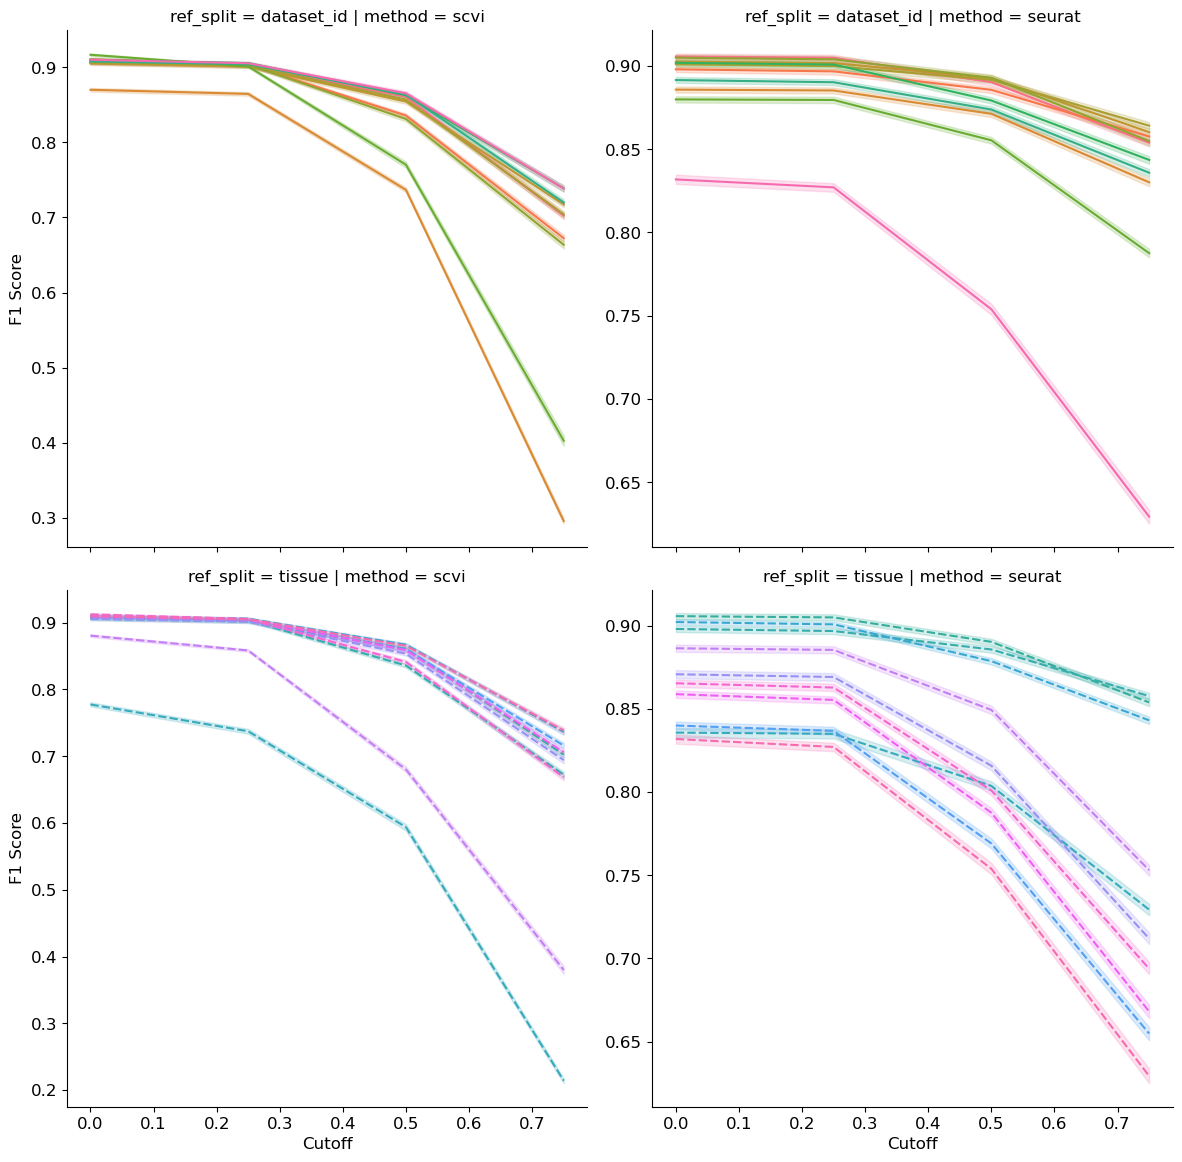 ref_split = dataset_id | method = scvi
ref_split = dataset_id | method = seurat
0.9
0.8
0.7
0.6
0.5
0.4
0.3
F1 Score
0.90
0.85
0.80
0.75
0.70
0.65
ref_split = tissue | method = scvi
ref_split = tissue | method = seurat
0.9
0.8
0.7
0.6
0.5
0.4
0.3
0.2
F1 Score
0.90
0.85
0.80
0.75
0.70
0.65
0.0 0.1 0.2 0.3 0.4 0.5 0.6 0.7
Cutoff
0.0 0.1 0.2 0.3 0.4 0.5 0.6 0.7
Cutoff